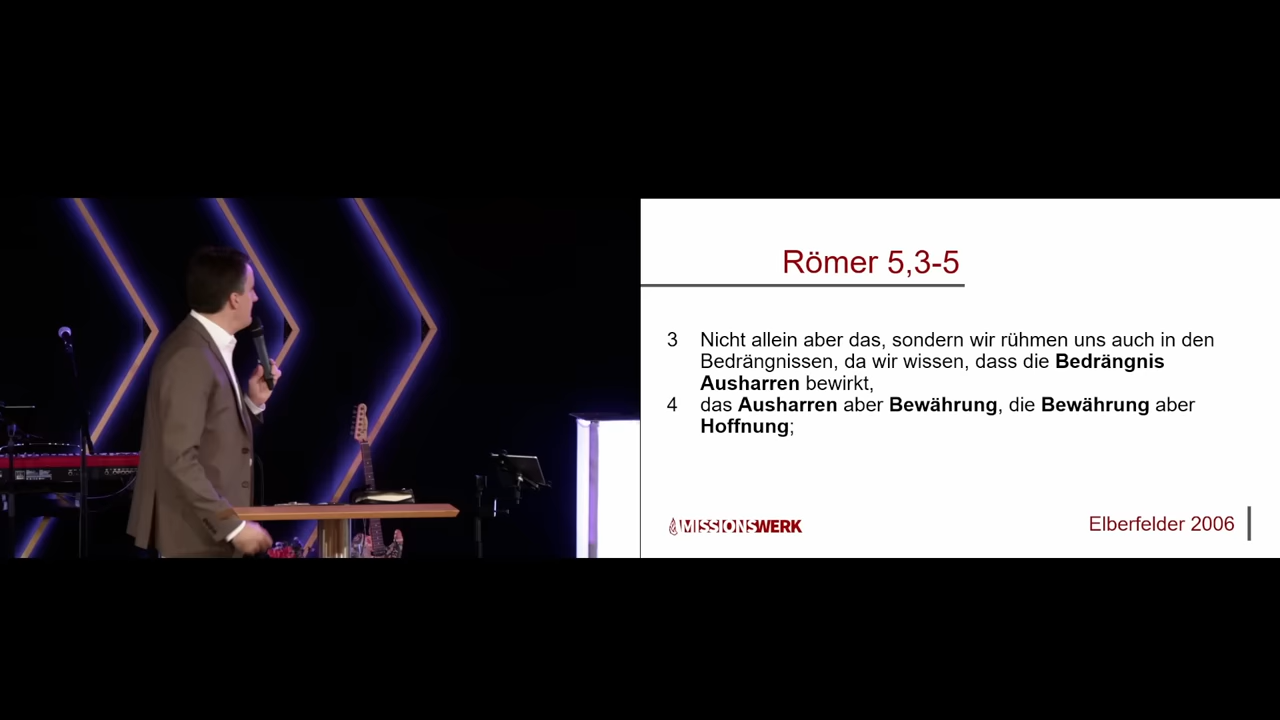 Römer 5,3-5
3 Nicht allein aber das, sondern wir rühmen uns auch in den
Bedrängnissen, da wir wissen, dass die Bedrängnis
Ausharren bewirkt,
4 das Ausharren aber Bewährung, die Bewährung aber
Hoffnung;
MISSIONSWERK
Elberfelder 2006